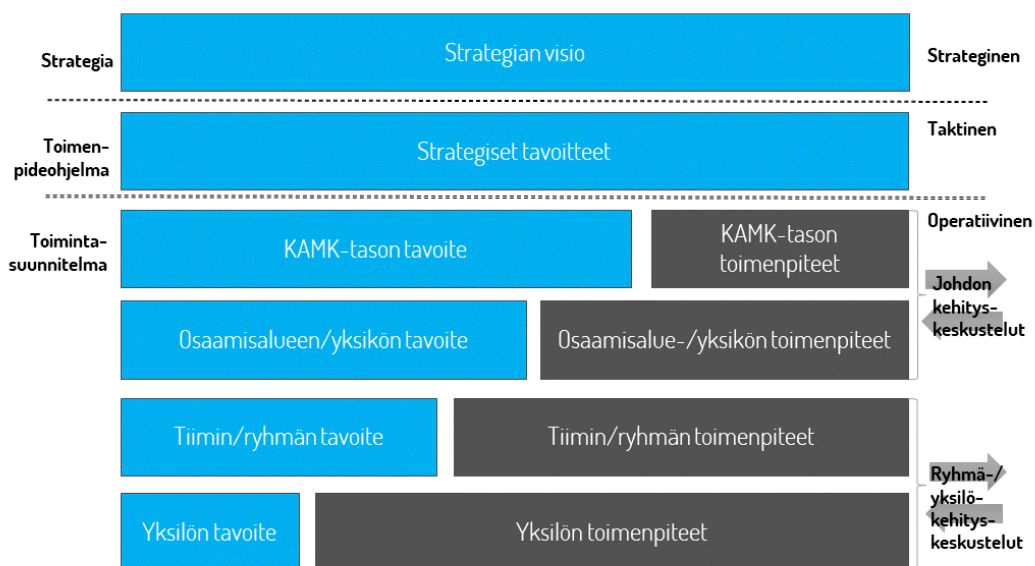 Strategia
Strategian visio
Strateginen
Toimen-
pideohjelma
Strategiset tavoitteet
Taktinen
Toiminta-
suunnitelma
KAMK-tason tavoite
KAMK-tason
toimenpiteet
Operatiivinen
Osaamisalueen/yksikön tavoite
Osaamisalue-/yksikön toimenpiteet
Johdon
kehitys-
keskustelut
Tiimin/ryhmän tavoite
Tiimin/ryhmän toimenpiteet
Yksilön tavoite
Yksilön toimenpiteet
Ryhmä-/
yksilö-
kehitys-
keskustelut